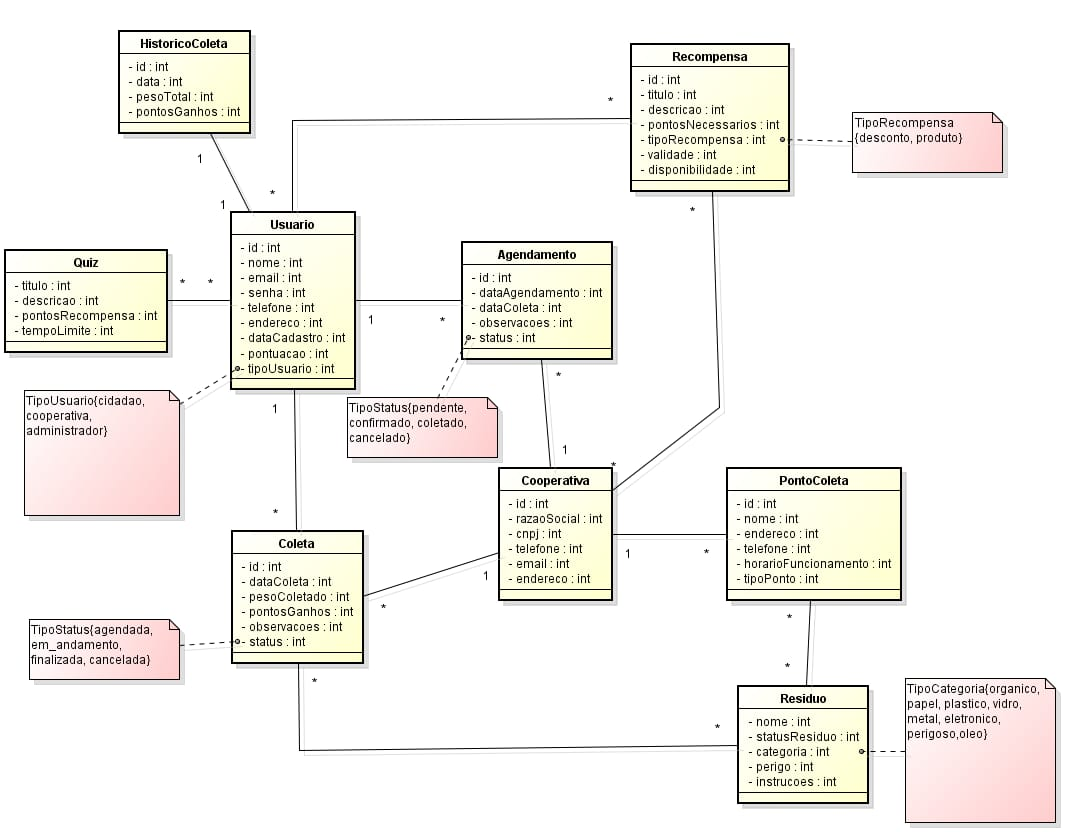 HistoricoColeta
- id : int
- data : int
- pesoTotal : int
- pontosGanhos : int
1
1
Recompensa
- id : int
- titulo : int
- descricao : int
- pontosNecessarios : int
- tipoRecompensa : int
- validade : int
- disponibilidade : int
*
*
*
TipoRecompensa
{desconto, produto}
Quiz
- titulo : int
- descricao : int
- pontosRecompensa : int
- tempoLimite : int
*
*
Usuario
- id : int
- nome : int
- email : int
- senha : int
- telefone : int
- endereco : int
- dataCadastro : int
- pontuacao : int
- tipoUsuario : int
1
*
Agendamento
- id : int
- dataAgendamento : int
- dataColeta : int
- observacoes : int
- status : int
*
1
TipoUsuario{cidadao,
cooperativa,
administrador}
1
*
TipoStatus{pendente,
confirmado, coletado,
cancelado}
*
Cooperativa
- id : int
- razaoSocial : int
- cnpj : int
- telefone : int
- email : int
- endereco : int
1
*
PontoColeta
- id : int
- nome : int
- endereco : int
- telefone : int
- horarioFuncionamento : int
- tipoPonto : int
*
*
Coleta
- id : int
- dataColeta : int
- pesoColetado : int
- pontosGanhos : int
- observacoes : int
- status : int
1
*
*
*
TipoStatus{agendada,
em_andamento,
finalizada, cancelada}
Residuo
- nome : int
- statusResiduo : int
- categoria : int
- perigo : int
- instrucoes : int
TipoCategoria{organico,
papel, plastico, vidro,
metal, eletronico,
perigoso,oleo}